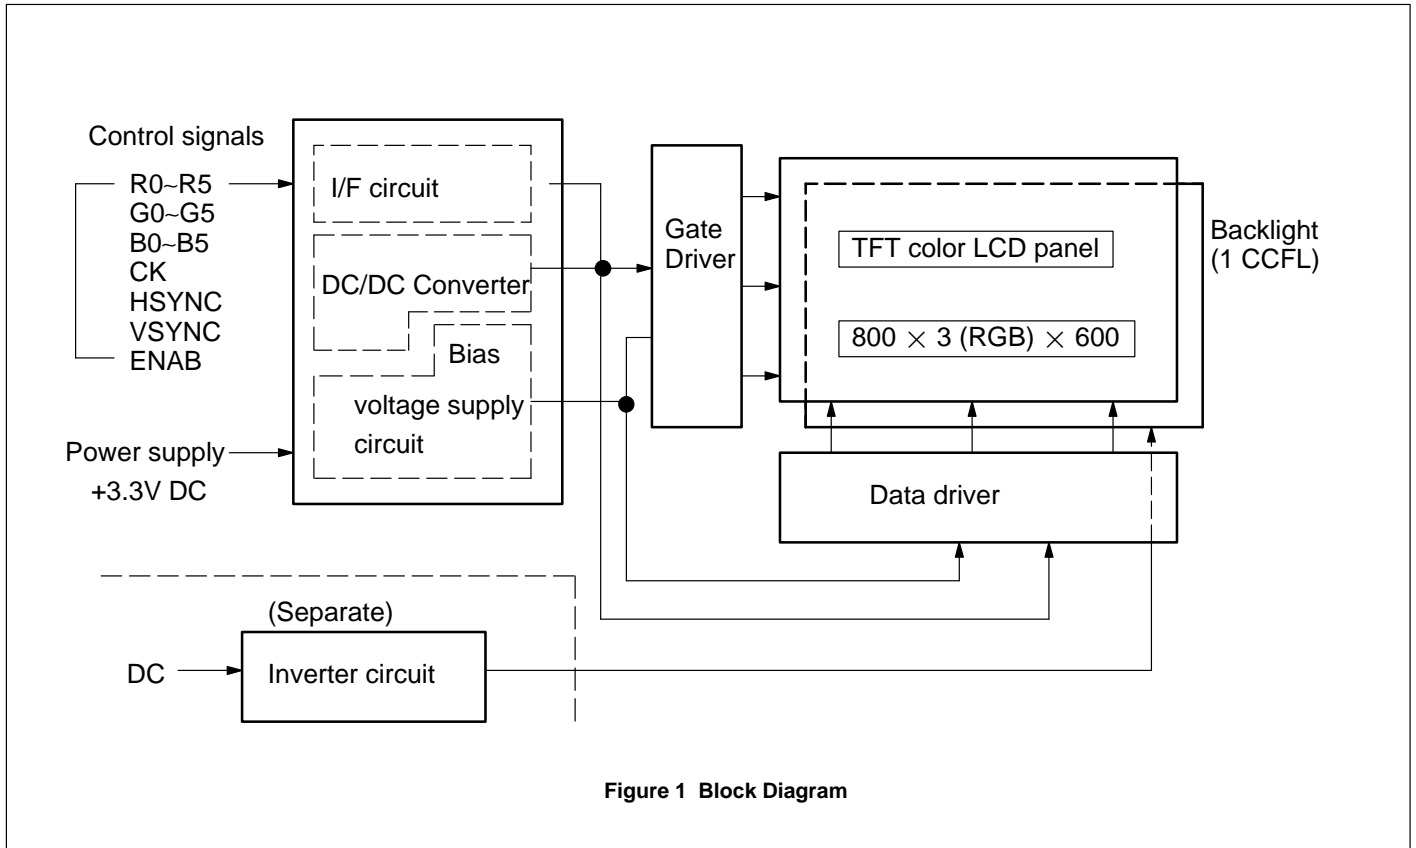 Control signals
R0~R5
G0~G5
B0~B5
CK
HSYNC
VSYNC
ENAB
Power supply
+3.3V DC
I/F circuit
DC/DC Converter
Bias
voltage supply
circuit
Gate
Driver
TFT color LCD panel
800 × 3 (RGB) × 600
Backlight
(1 CCFL)
Data driver
(Separate)
DC
Inverter circuit
Figure 1 Block Diagram